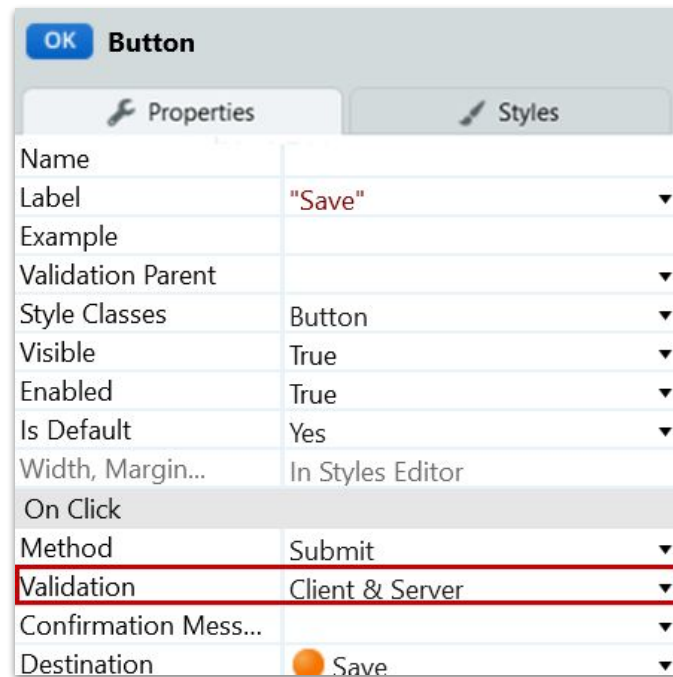 OK Button
Properties Styles
Name
Label "Save"
Example
Validation Parent
Style Classes Button
Visible True
Enabled True
Is Default Yes
Width, Margin... In Styles Editor
On Click
Method Submit
Validation Client & Server
Confirmation Mess...
Destination Save